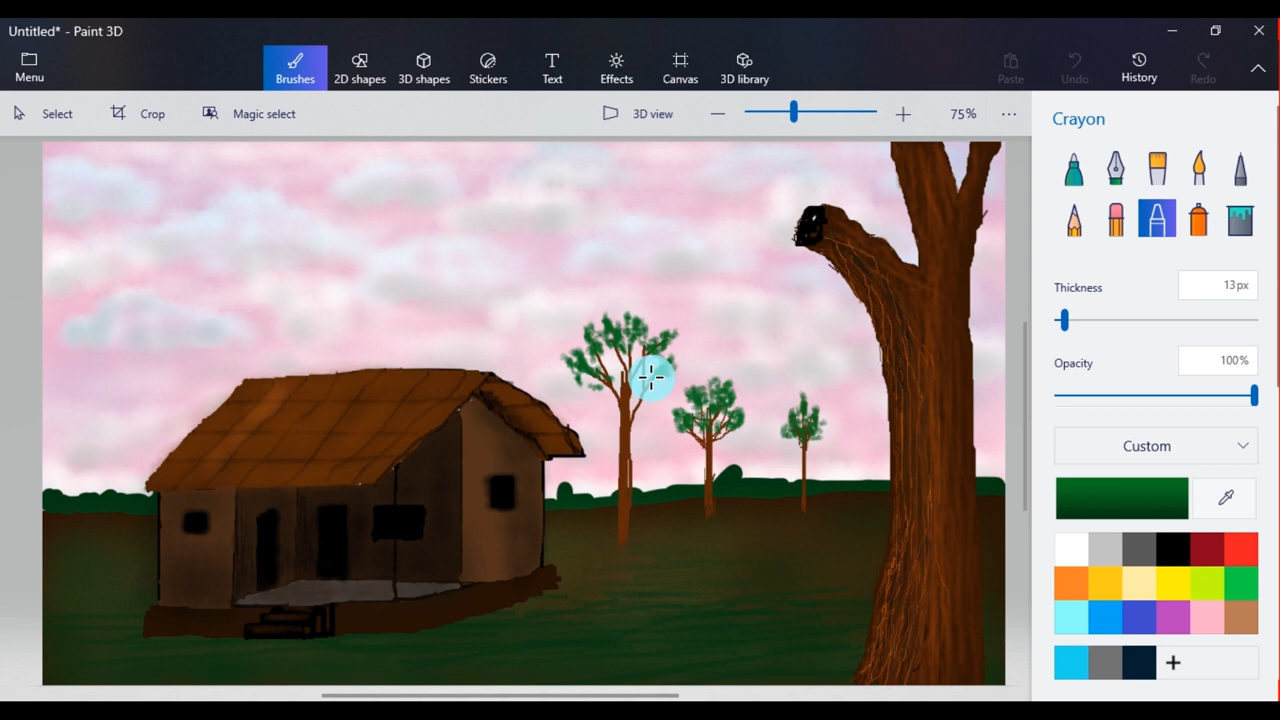 Untitled* - Paint 3D
Menu
Brushes
2D shapes
3D shapes
Stickers
Text
Effects
Canvas
3D library
Paste
Undo
History
Redo
Select
Crop
Magic select
3D view
75%
Crayon
Thickness
13px
Opacity
100%
Custom